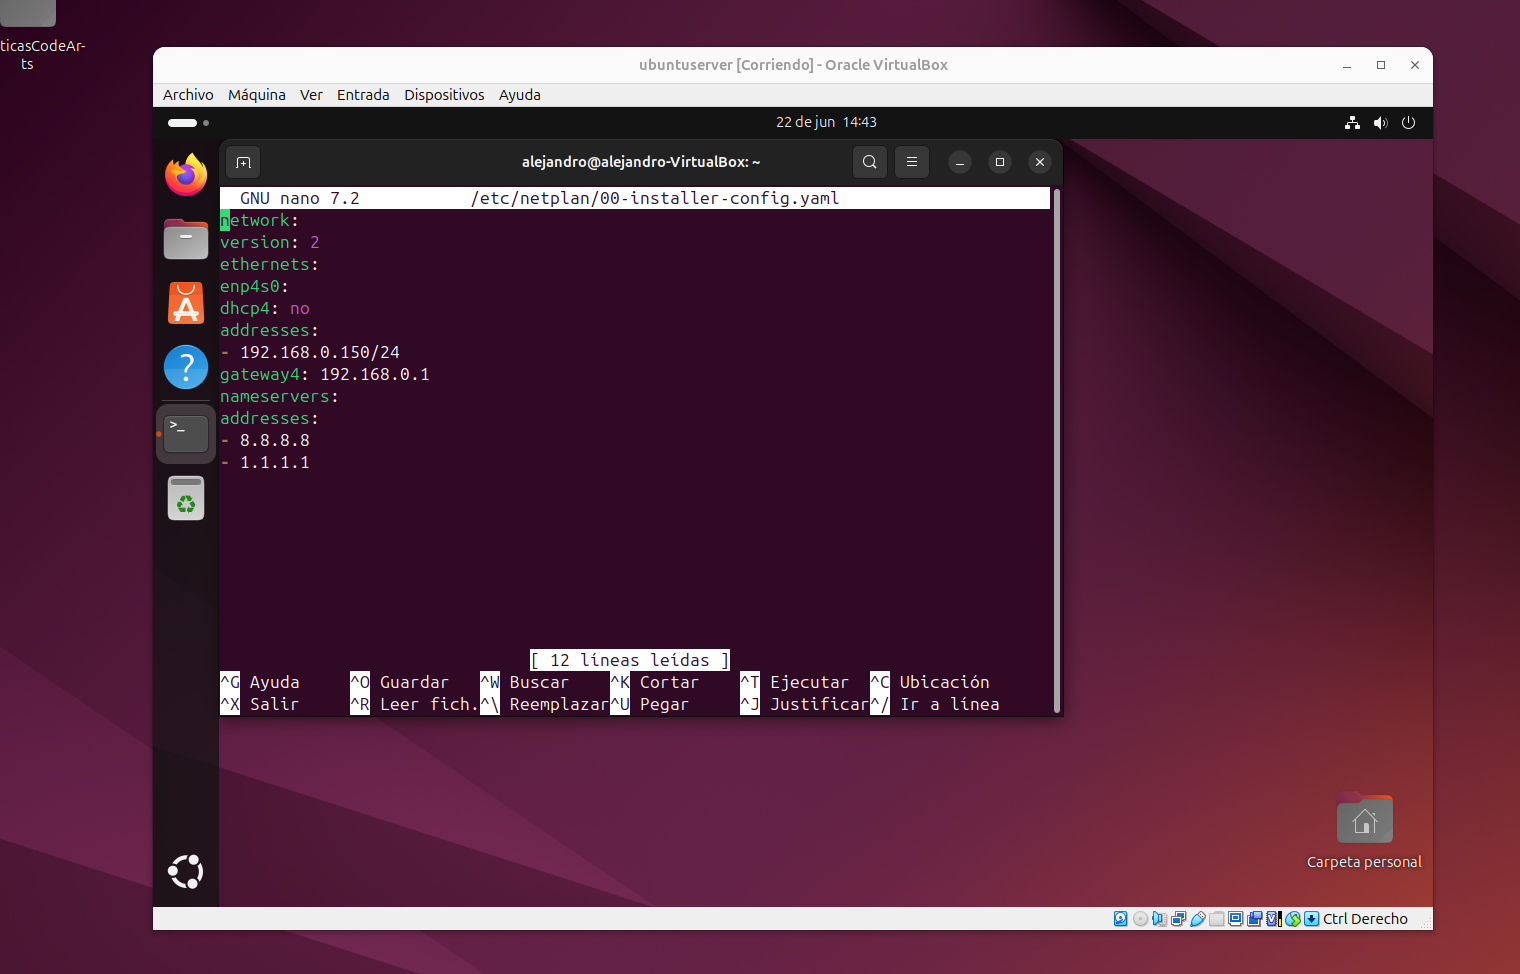 ticasCodeAr-
ts
ubuntuserver [Corriendo] - Oracle VirtualBox
Archivo Máquina Ver Entrada Dispositivos Ayuda
22 de jun 14:43
alejandro@alejandro-VirtualBox: ~
GNU nano 7.2 /etc/netplan/00-installer-config.yaml
network:
version: 2
ethernets:
enp4s0:
dhcp4: no
addresses:
- 192.168.0.150/24
gateway4: 192.168.0.1
nameservers:
addresses:
- 8.8.8.8
- 1.1.1.1
[ 12 líneas leídas ]
^G Ayuda ^O Guardar ^W Buscar ^K Cortar ^T Ejecutar ^C Ubicación
^X Salir ^R Leer fich. ^\ Reemplazar ^U Pegar ^J Justificar ^/ Ir a línea
Carpeta personal
Ctrl Derecho